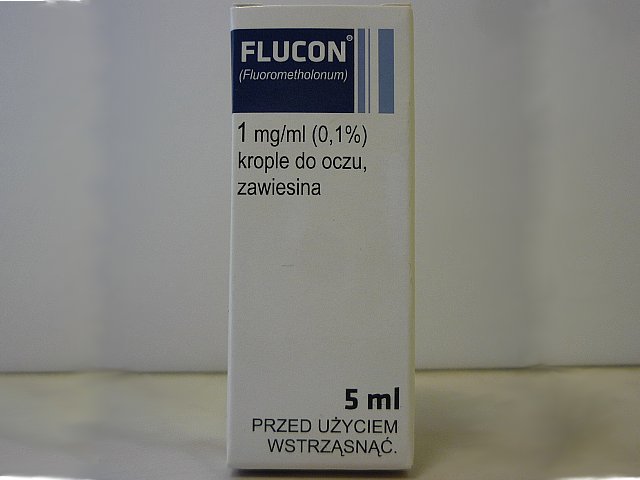 FLUCON®
(Fluorometholonum)
1 mg/ml (0,1%)
krople do oczu,
zawiesina
5 ml
PRZED UŻYCIEM
WSTRZĄSNĄĆ.